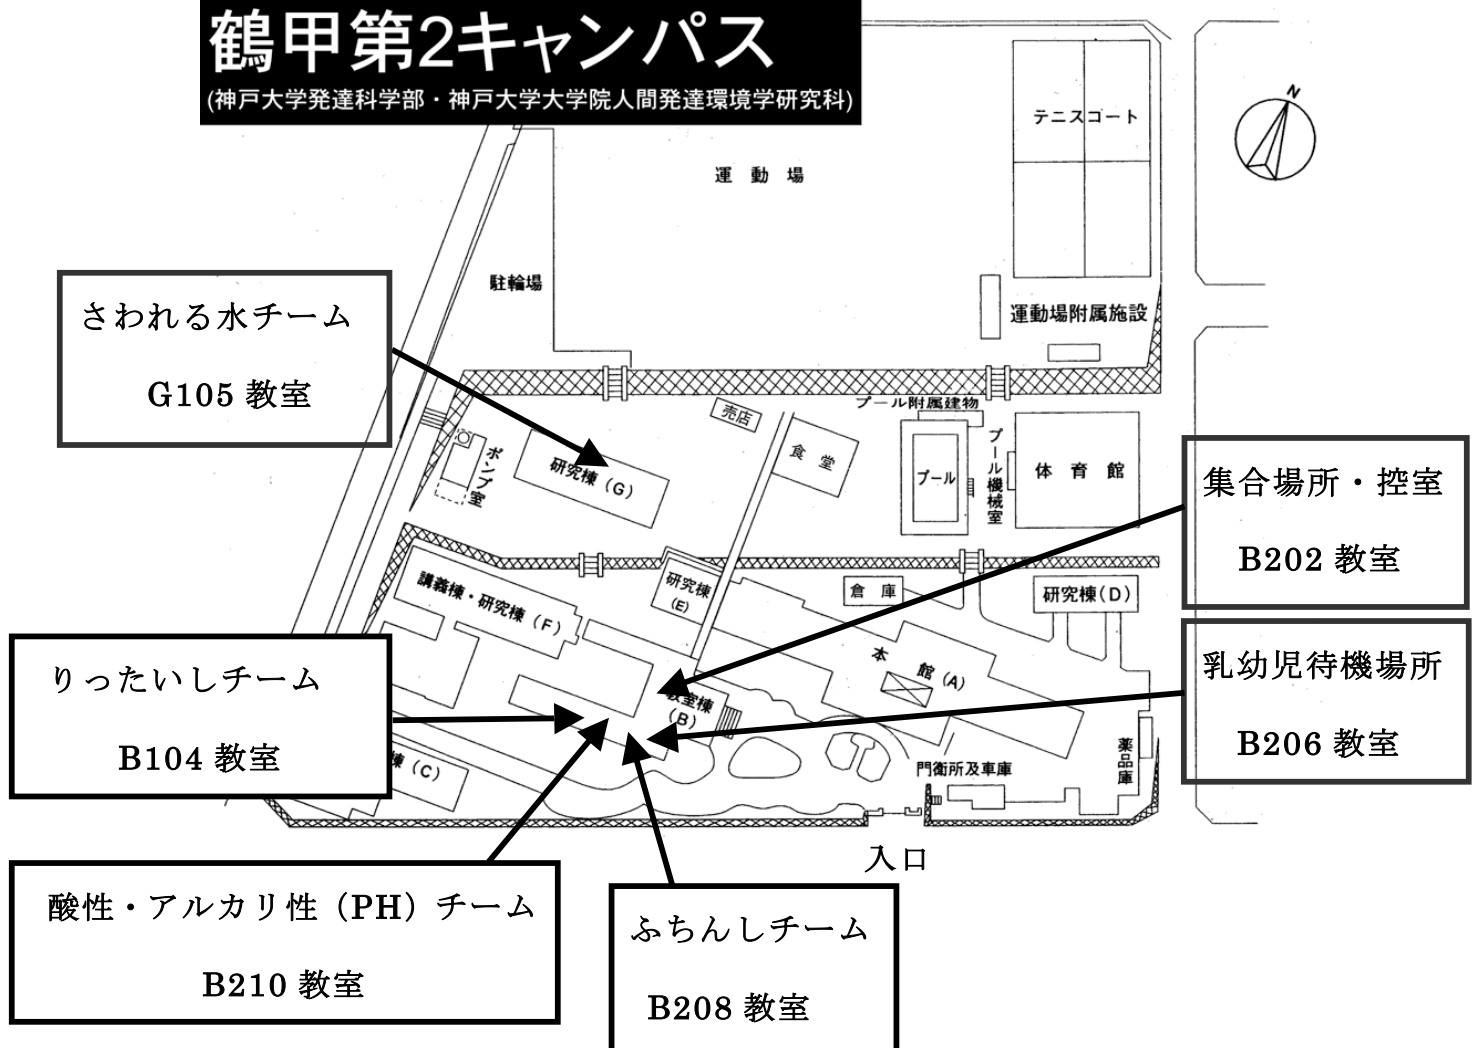 鶴甲第2キャンパス
(神戸大学発達科学部・神戸大学大学院人間発達環境学研究科)
テニスコート
N
運動場
駐輪場
運動場附属施設
さわれる水チーム
G105 教室
プール附属建物
売店
食堂
プール
プール機械室
体育館
ポンプ室
研究棟(G)
集合場所・控室
B202 教室
講義棟・研究棟(F)
研究棟
(E)
倉庫
研究棟(D)
本館(A)
りったいしチーム
B104 教室
教室棟
(B)
乳幼児待機場所
B206 教室
棟(C)
門衛所及車庫
薬品庫
入口
酸性・アルカリ性（PH）チーム
B210 教室
ふちんしチーム
B208 教室